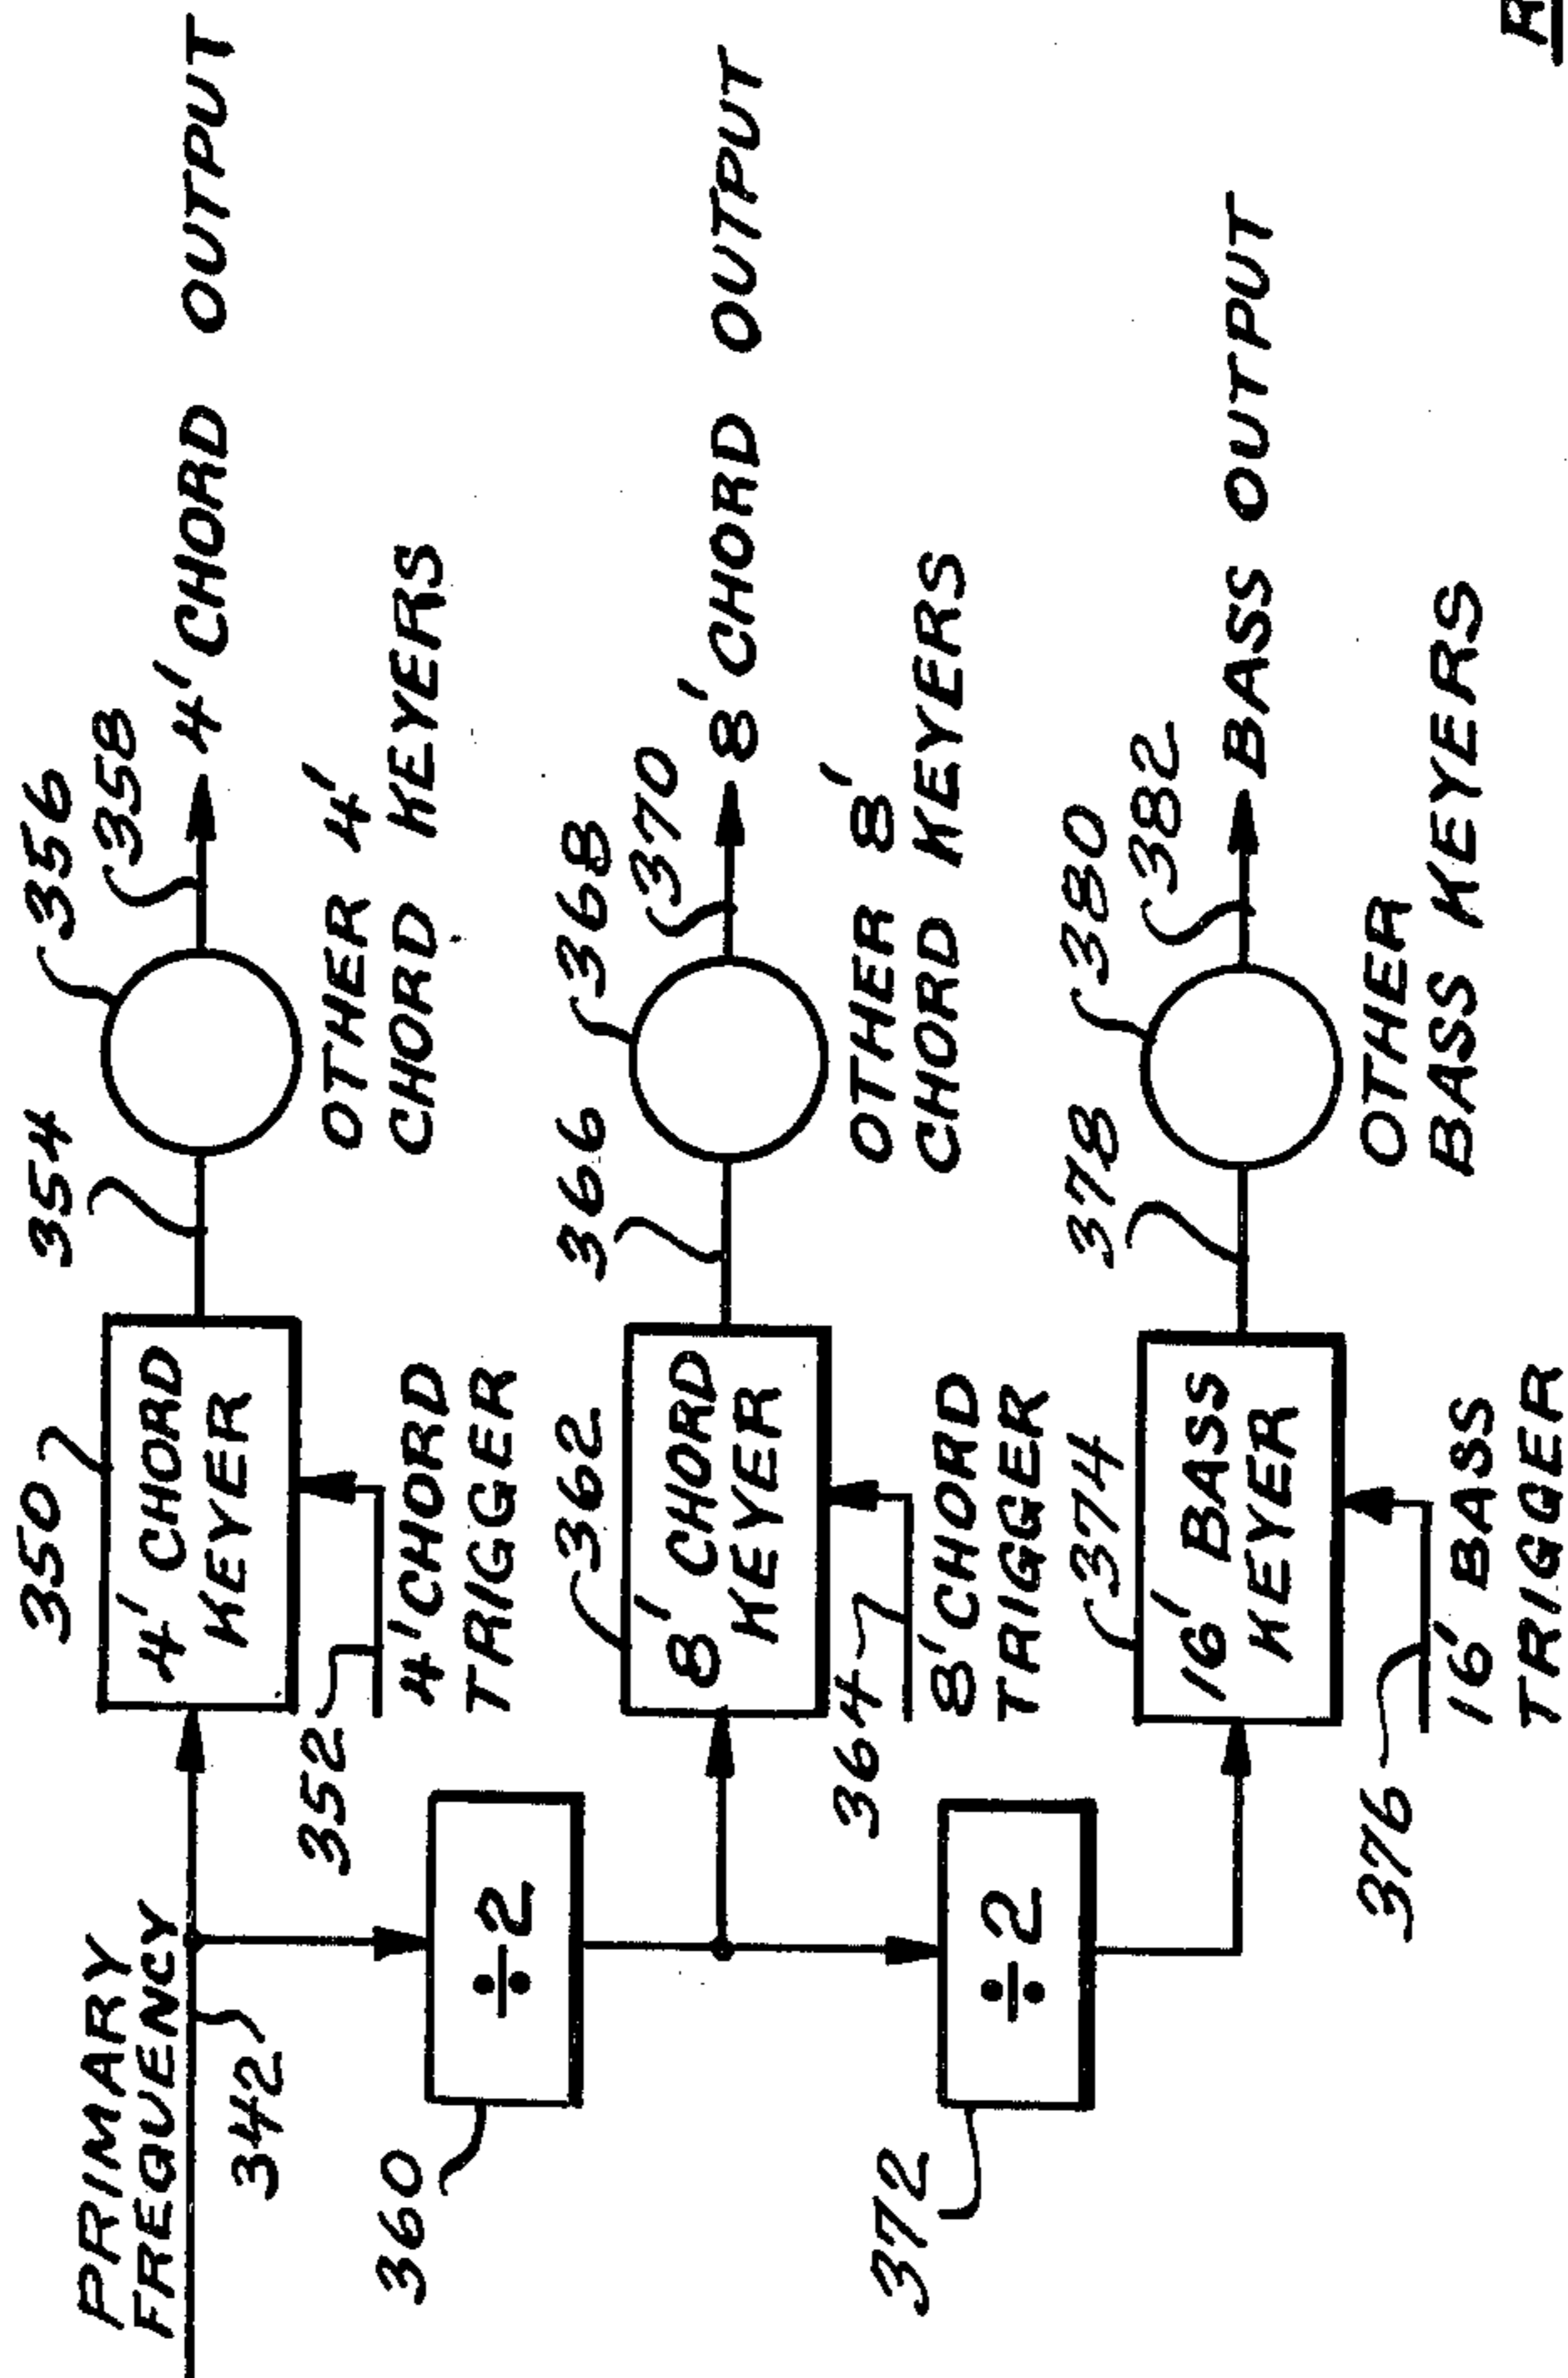 PRIMARY
FREQUENCY
342
350
4' CHORD
KEYER
354
356
358
4' CHORD OUTPUT
352
4' CHORD
TRIGGER
OTHER 4'
CHORD KEYERS
360
÷2
362
8' CHORD
KEYER
366
368
370
8' CHORD OUTPUT
364
8' CHORD
TRIGGER
OTHER 8'
CHORD KEYERS
372
÷2
374
16' BASS
KEYER
378
380
382
BASS OUTPUT
376
16' BASS
TRIGGER
OTHER
BASS KEYERS